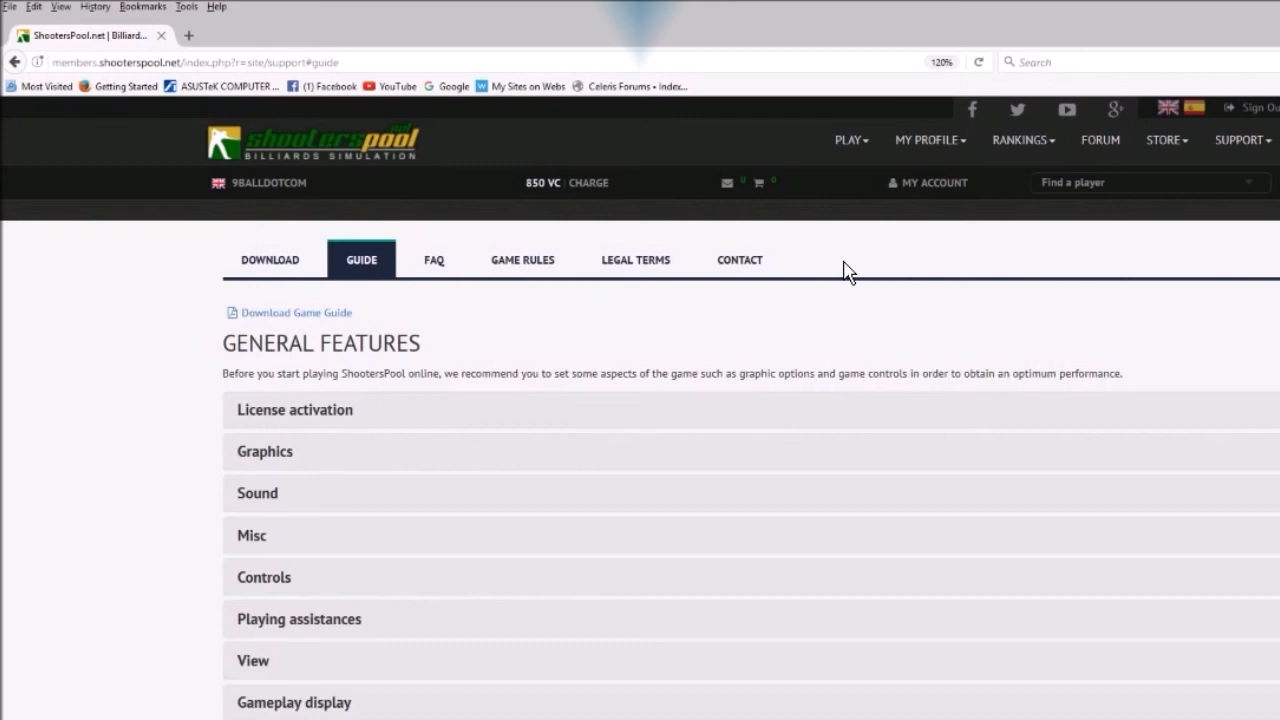 File Edit View History Bookmarks Tools Help
ShootersPool.net | Billiard...
members.shooterspool.net/index.php?r=site/support#guide 120% Search
Most Visited Getting Started ASUSTeK COMPUTER ... (1) Facebook YouTube Google My Sites on Webs Celeris Forums • Index...
Sign Ou
shooterspool.net
BILLIARDS SIMULATION
PLAY MY PROFILE RANKINGS FORUM STORE SUPPORT
9BALLDOTCOM 850 VC | CHARGE 0 0 MY ACCOUNT Find a player
DOWNLOAD GUIDE FAQ GAME RULES LEGAL TERMS CONTACT
Download Game Guide
GENERAL FEATURES
Before you start playing ShootersPool online, we recommend you to set some aspects of the game such as graphic options and game controls in order to obtain an optimum performance.
License activation
Graphics
Sound
Misc
Controls
Playing assistances
View
Gameplay display